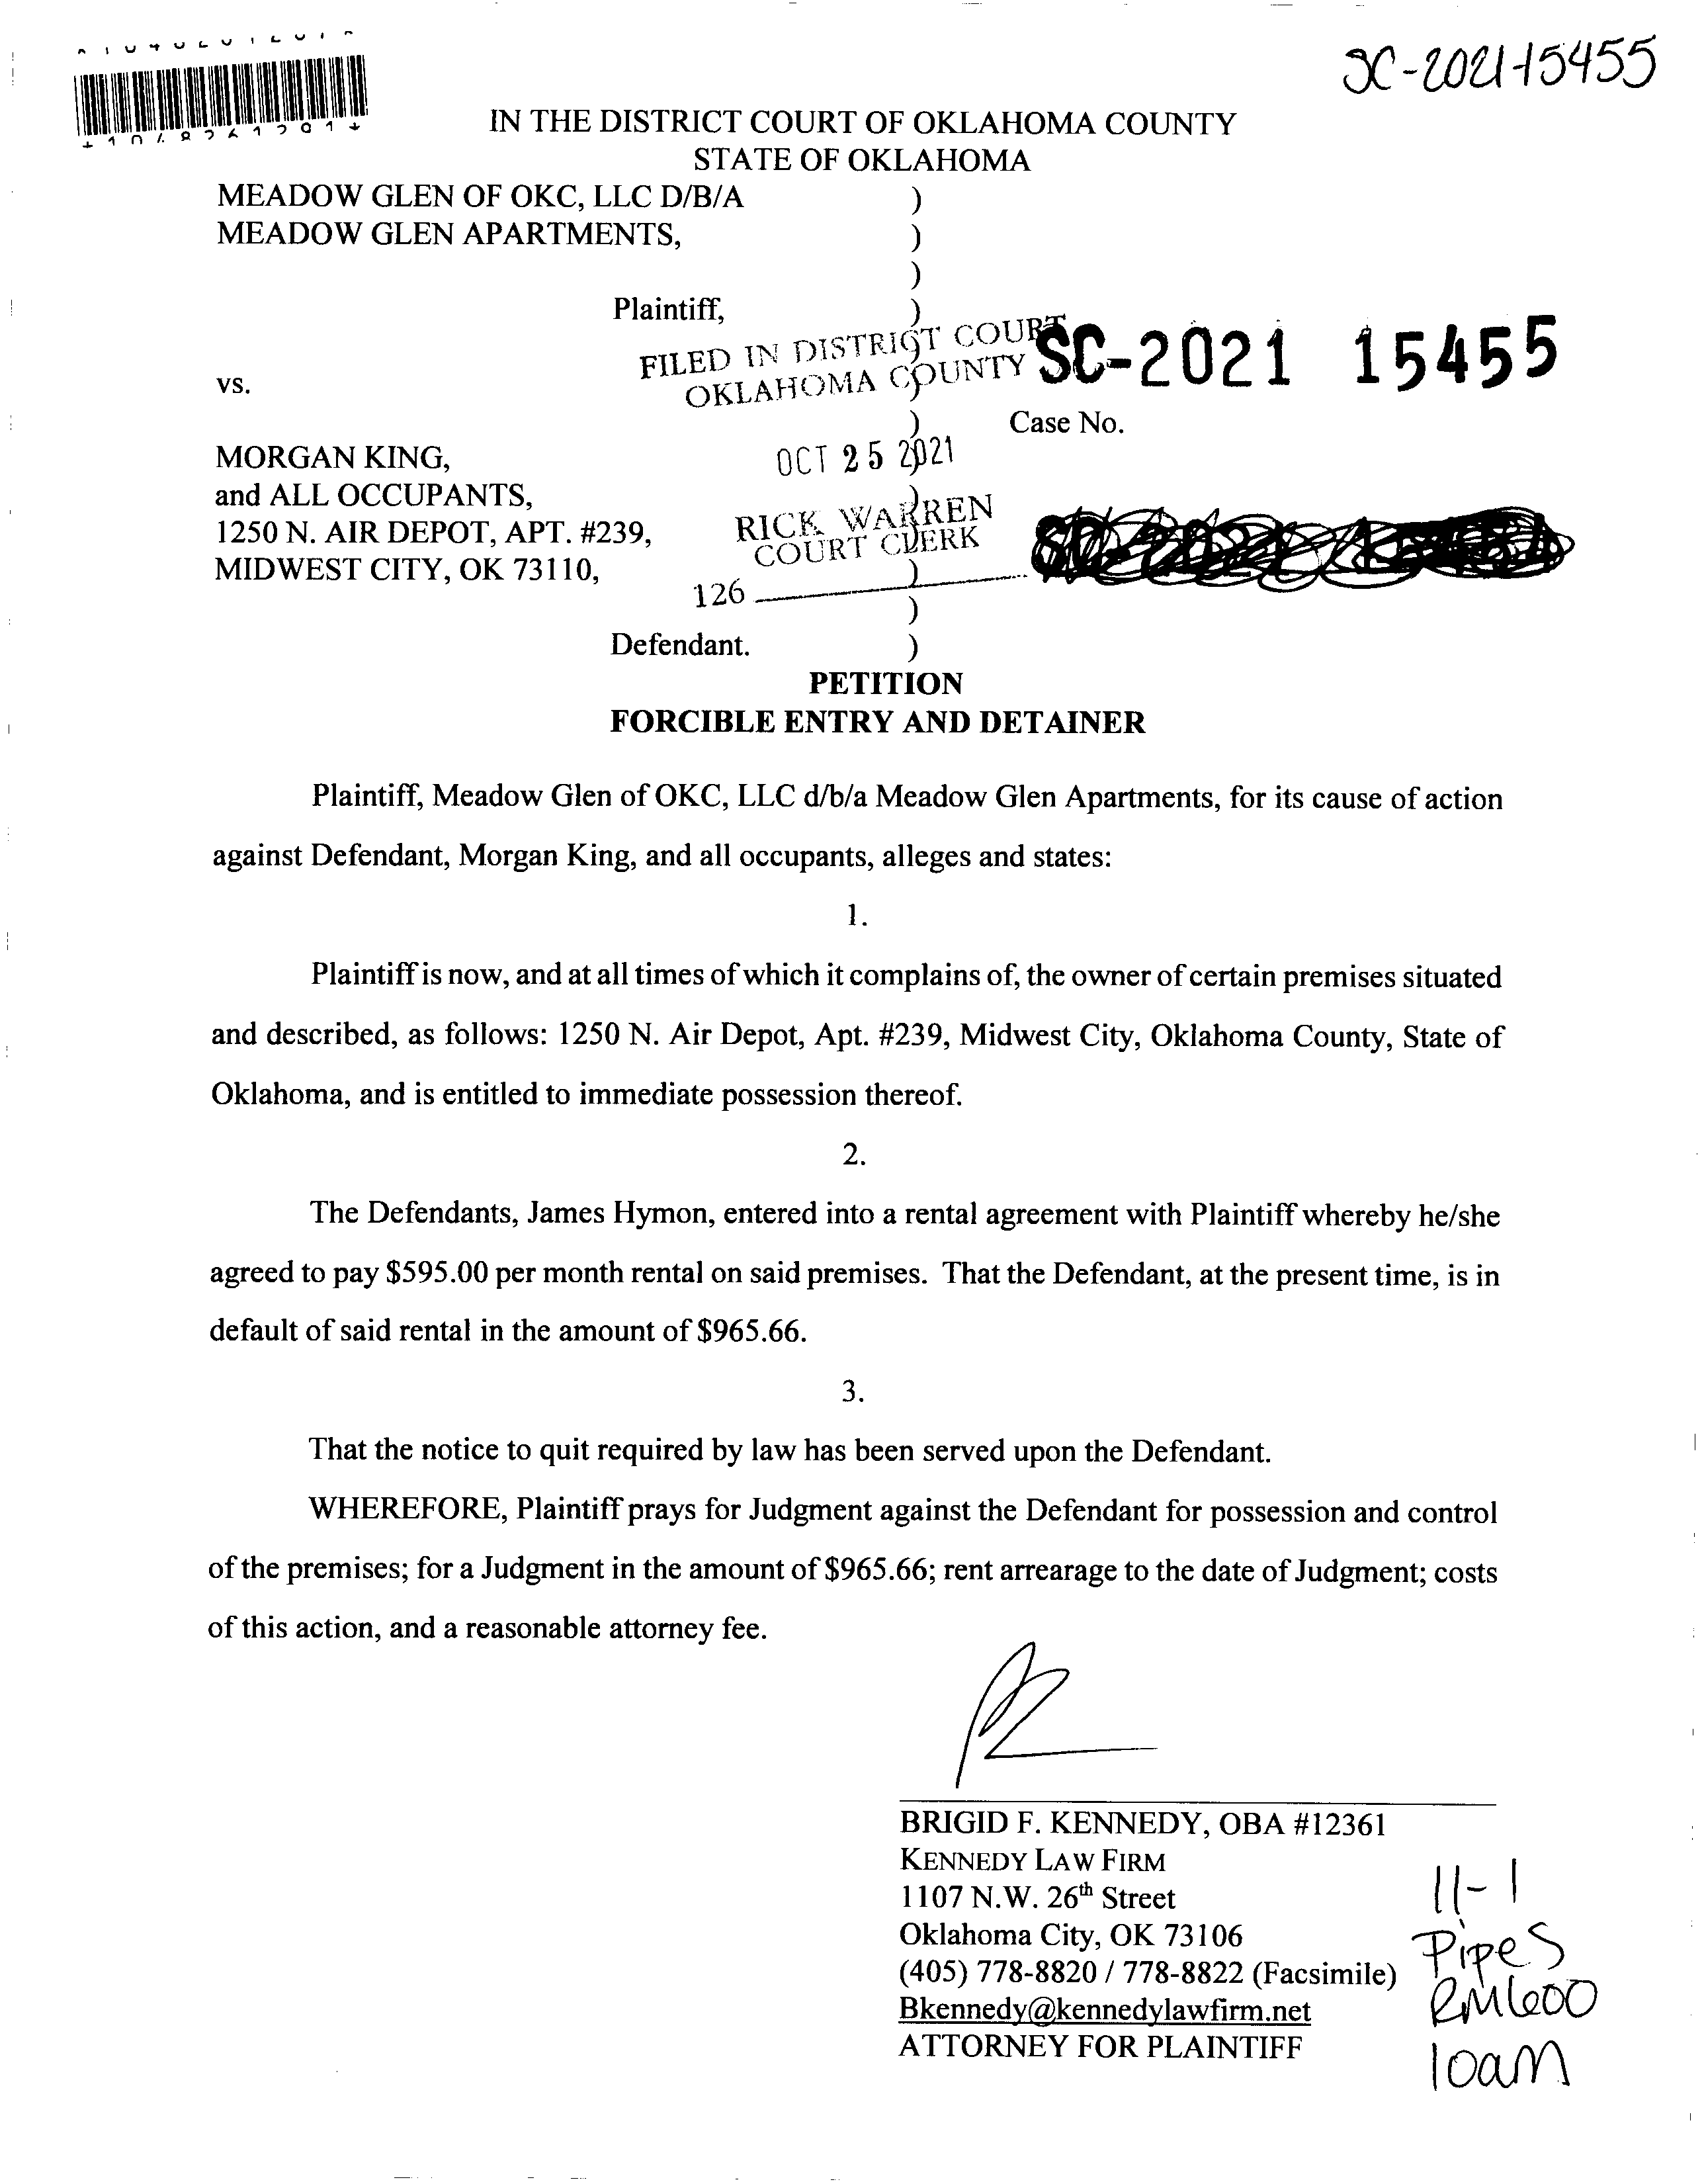 SC-2021-15455
IN THE DISTRICT COURT OF OKLAHOMA COUNTY
STATE OF OKLAHOMA
MEADOW GLEN OF OKC, LLC D/B/A )
MEADOW GLEN APARTMENTS, )
)
Plaintiff, )
FILED IN DISTRICT COURT
OKLAHOMA COUNTY
SC-2021 15455
vs.
) Case No.
MORGAN KING,
OCT 25 2021
and ALL OCCUPANTS, )
1250 N. AIR DEPOT, APT. #239,
RICK WARREN
COURT CLERK
MIDWEST CITY, OK 73110, )
126
)
Defendant. )
PETITION
FORCIBLE ENTRY AND DETAINER
Plaintiff, Meadow Glen of OKC, LLC d/b/a Meadow Glen Apartments, for its cause of action
against Defendant, Morgan King, and all occupants, alleges and states:
1.
Plaintiff is now, and at all times of which it complains of, the owner of certain premises situated
and described, as follows: 1250 N. Air Depot, Apt. #239, Midwest City, Oklahoma County, State of
Oklahoma, and is entitled to immediate possession thereof.
2.
The Defendants, James Hymon, entered into a rental agreement with Plaintiff whereby he/she
agreed to pay $595.00 per month rental on said premises. That the Defendant, at the present time, is in
default of said rental in the amount of $965.66.
3.
That the notice to quit required by law has been served upon the Defendant.
WHEREFORE, Plaintiff prays for Judgment against the Defendant for possession and control
of the premises; for a Judgment in the amount of $965.66; rent arrearage to the date of Judgment; costs
of this action, and a reasonable attorney fee.
BRIGID F. KENNEDY, OBA #12361
KENNEDY LAW FIRM
1107 N.W. 26th Street
Oklahoma City, OK 73106
(405) 778-8820 / 778-8822 (Facsimile)
Bkennedy@kennedylawfirm.net
ATTORNEY FOR PLAINTIFF
11-1
Pipes
RM600
10am